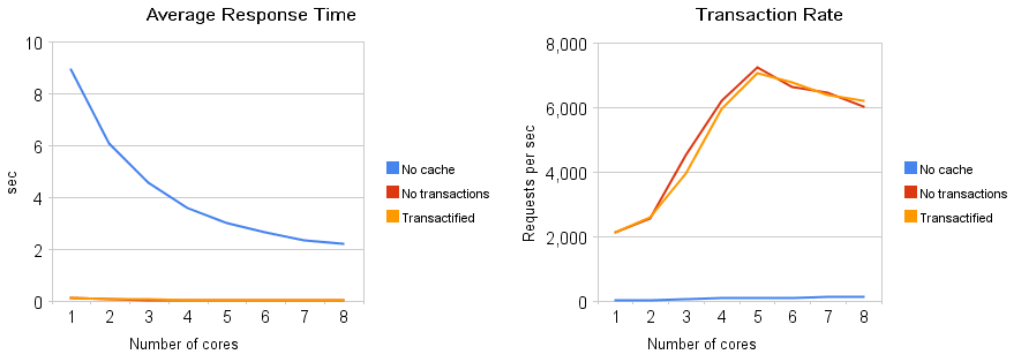 Average Response Time
10
8
6
4
2
0
sec
1 2 3 4 5 6 7 8
Number of cores
No cache
No transactions
Transactified
Transaction Rate
8,000
6,000
4,000
2,000
0
Requests per sec
1 2 3 4 5 6 7 8
Number of cores
No cache
No transactions
Transactified